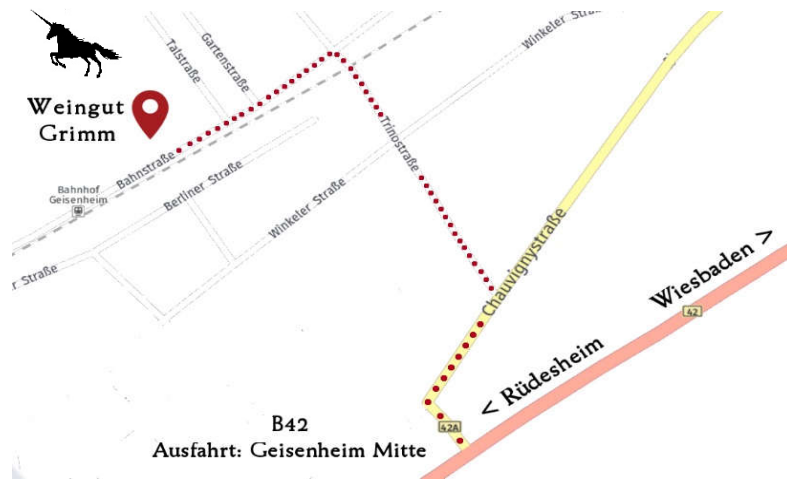 Weingut
Grimm
Talstraße
Gartenstraße
Winkeler Straße
Trinostraße
Bahnstraße
Bahnhof
Geisenheim
Berliner Straße
Winkeler Straße
er Straße
Chauvignystraße
Wiesbaden >
42
< Rüdesheim
42A
B42
Ausfahrt: Geisenheim Mitte